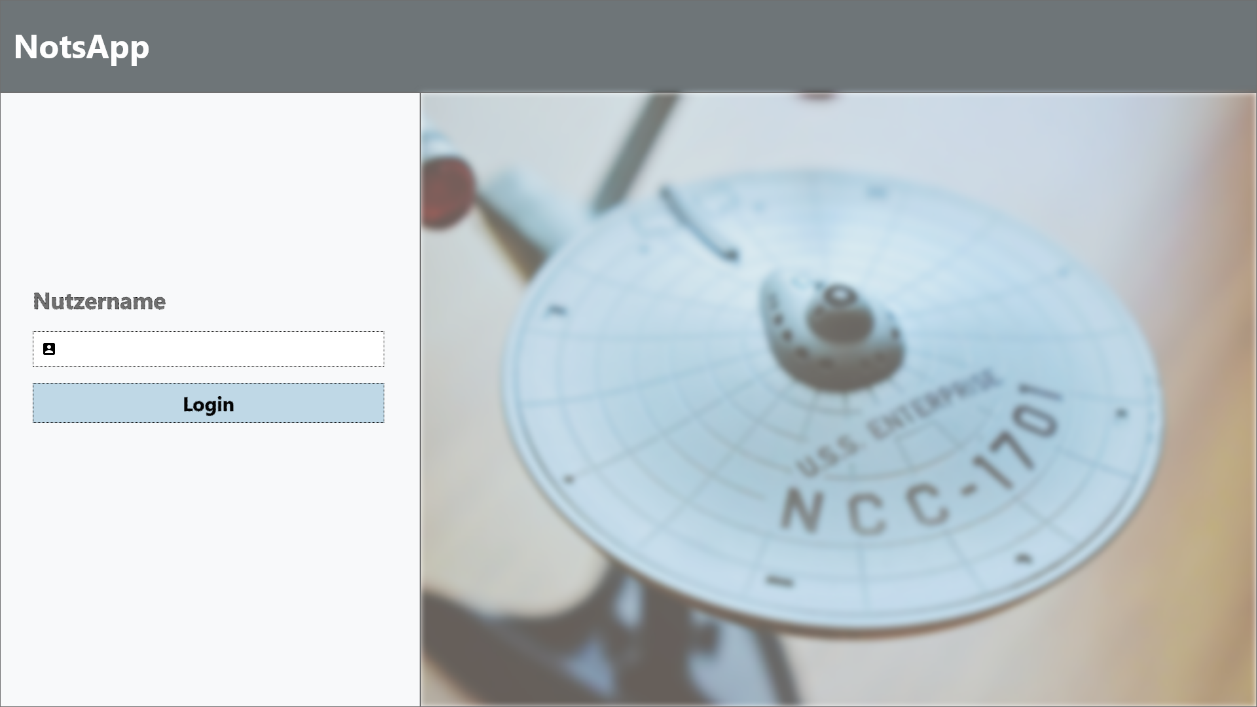 NotsApp
Nutzername
Login
U.S.S. ENTERPRISE
NCC-1701